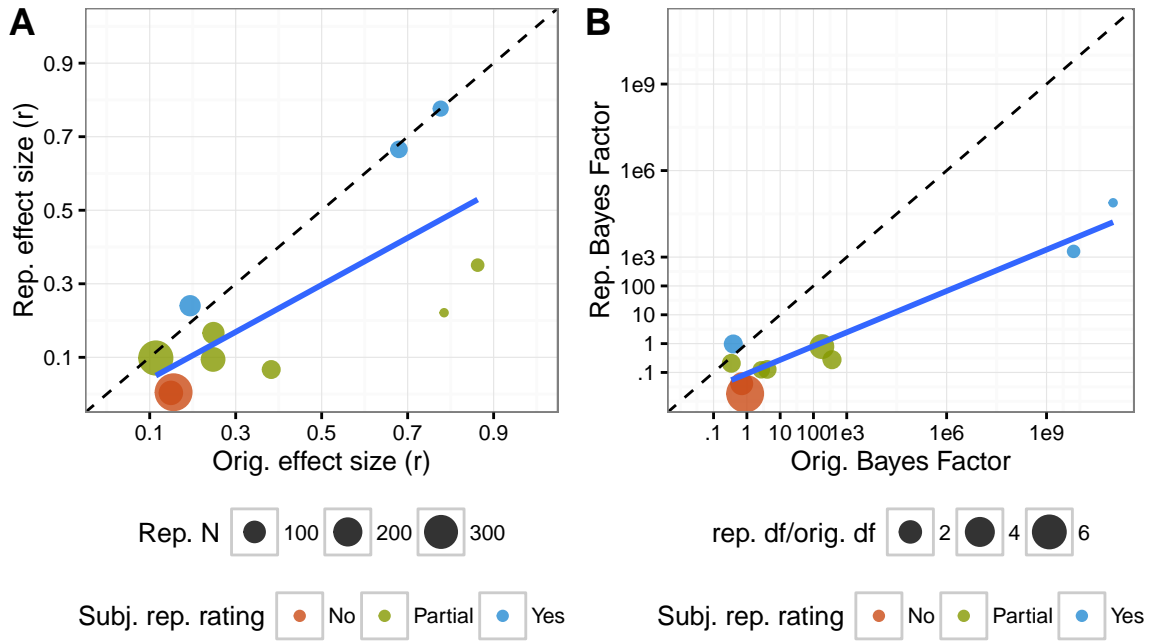 A
Rep. effect size (r)
0.9
0.7
0.5
0.3
0.1
0.1 0.3 0.5 0.7 0.9
Orig. effect size (r)
Rep. N 100 200 300
Subj. rep. rating No Partial Yes
B
Rep. Bayes Factor
1e9
1e6
1e3
100
10
1
.1
.1 1 10 100 1e3 1e6 1e9
Orig. Bayes Factor
rep. df/orig. df 2 4 6
Subj. rep. rating No Partial Yes